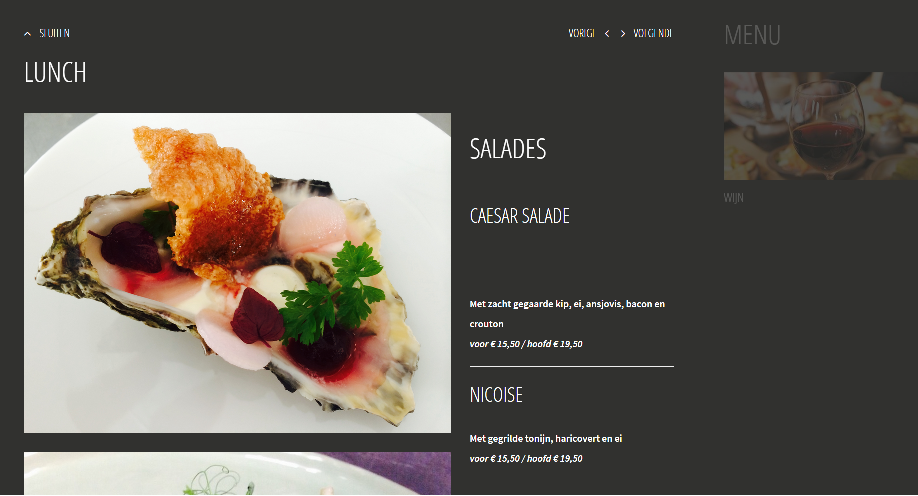 SLUITEN
VORIGE
VOLGENDE
MENU
LUNCH
SALADES
WIJN
CAESAR SALADE
Met zacht gegaarde kip, ei, ansjovis, bacon en
crouton
voor € 15,50 / hoofd € 19,50
NICOISE
Met gegrilde tonijn, haricovert en ei
voor € 15,50 / hoofd € 19,50